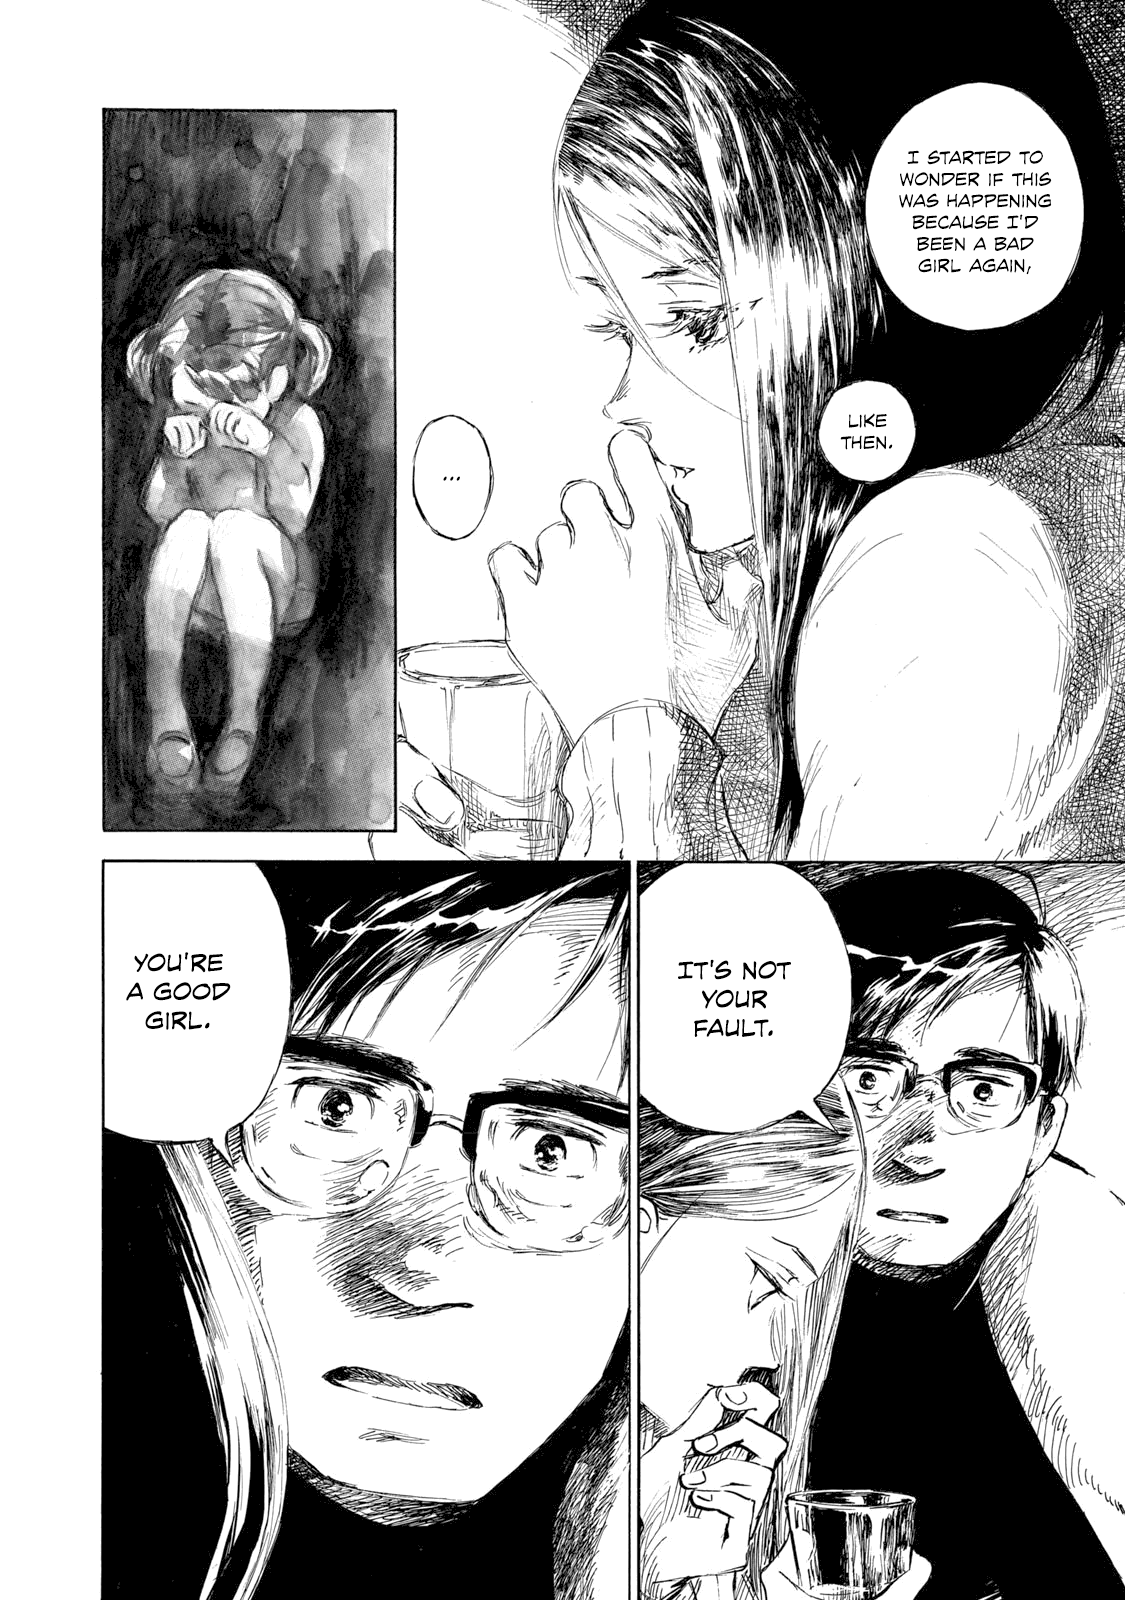 I STARTED TO
WONDER IF THIS
WAS HAPPENING
BECAUSE I'D
BEEN A BAD
GIRL AGAIN,
LIKE
THEN.
...
IT'S NOT
YOUR
FAULT.
YOU'RE
A GOOD
GIRL.